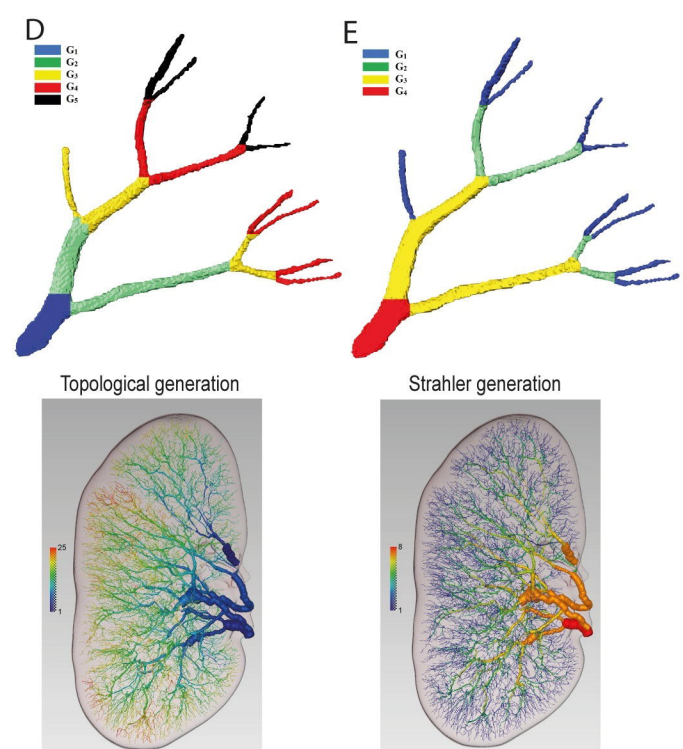 D
G1
G2
G3
G4
G5
E
G1
G2
G3
G4
Topological generation
Strahler generation
25
1
8
1